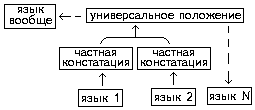 язык
вообще
универсальное положение
частная
констатация
частная
констатация
язык 1
язык 2
язык N